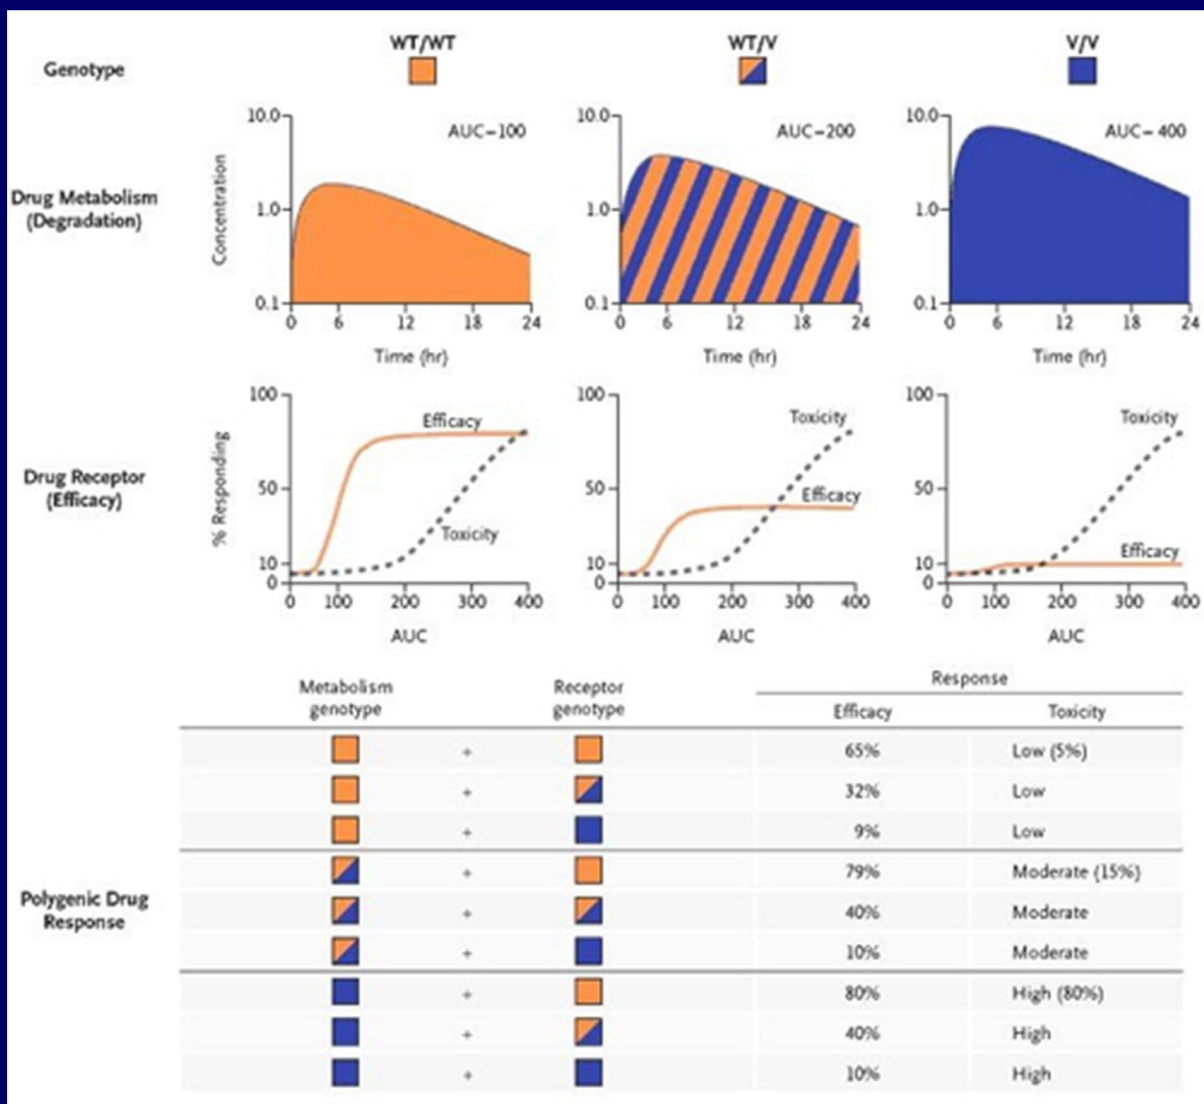 WT/WT WT/V V/V
Genotype
10.0 AUC–100 10.0 AUC–200 10.0 AUC– 400
Drug Metabolism
(Degradation)
Concentration
1.0 1.0 1.0
0.1 0.1 0.1
0 6 12 18 24 0 6 12 18 24 0 6 12 18 24
Time (hr) Time (hr) Time (hr)
100 100 100
Efficacy Toxicity Toxicity
Drug Receptor
(Efficacy)
% Responding
50 50 50
Toxicity Efficacy Efficacy
10 10 10
0 0 0
0 100 200 300 400 0 100 200 300 400 0 100 200 300 400
AUC AUC AUC
Metabolism
genotype
Receptor
genotype
Response
Efficacy Toxicity
+ 65% Low (5%)
+ 32% Low
+ 9% Low
Polygenic Drug
Response
+ 79% Moderate (15%)
+ 40% Moderate
+ 10% Moderate
+ 80% High (80%)
+ 40% High
+ 10% High